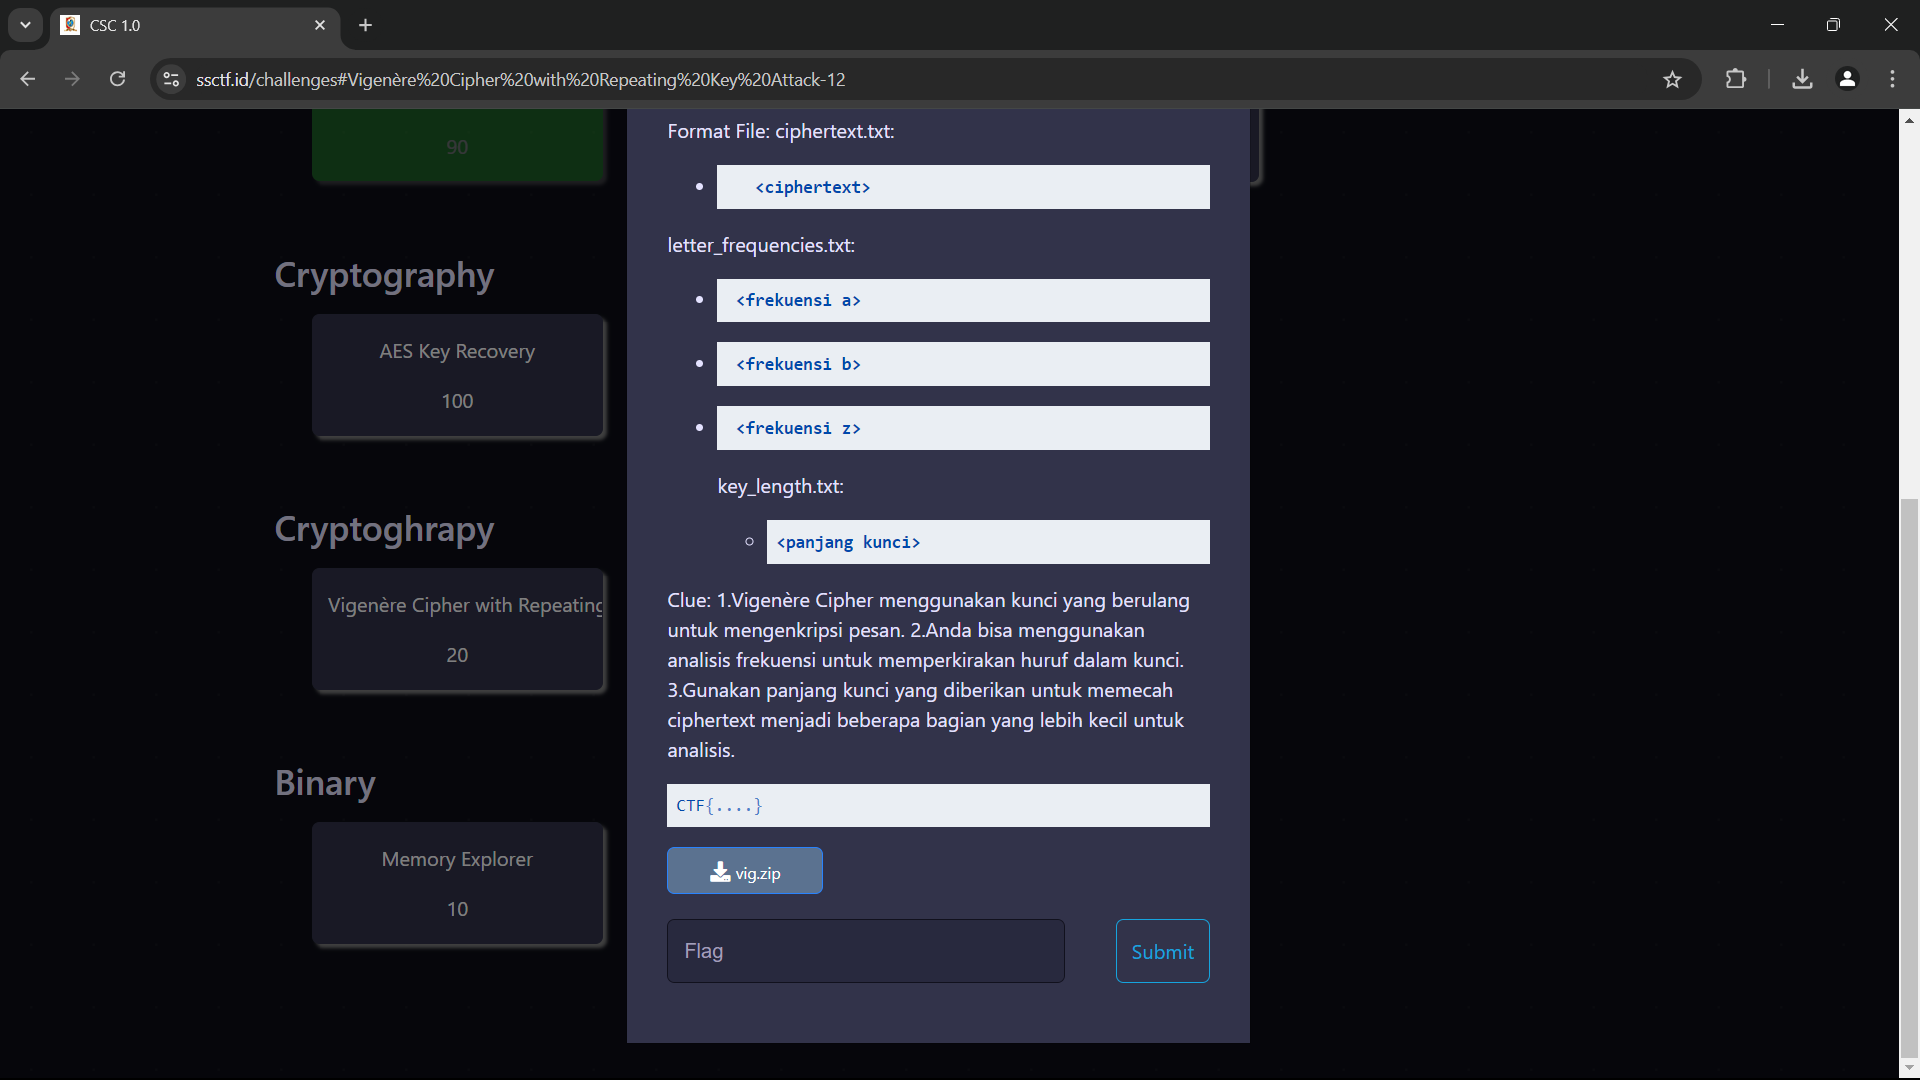 CSC 1.0
ssctf.id/challenges#Vigenère%20Cipher%20with%20Repeating%20Key%20Attack-12
90
Cryptography
AES Key Recovery
100
Cryptoghrapy
Vigenère Cipher with Repeating
20
Binary
Memory Explorer
10
Format File: ciphertext.txt:
<ciphertext>
letter_frequencies.txt:
<frekuensi a>
<frekuensi b>
<frekuensi z>
key_length.txt:
<panjang kunci>
Clue: 1.Vigenère Cipher menggunakan kunci yang berulang
untuk mengenkripsi pesan. 2.Anda bisa menggunakan
analisis frekuensi untuk memperkirakan huruf dalam kunci.
3.Gunakan panjang kunci yang diberikan untuk memecah
ciphertext menjadi beberapa bagian yang lebih kecil untuk
analisis.
CTF{....}
vig.zip
Flag
Submit